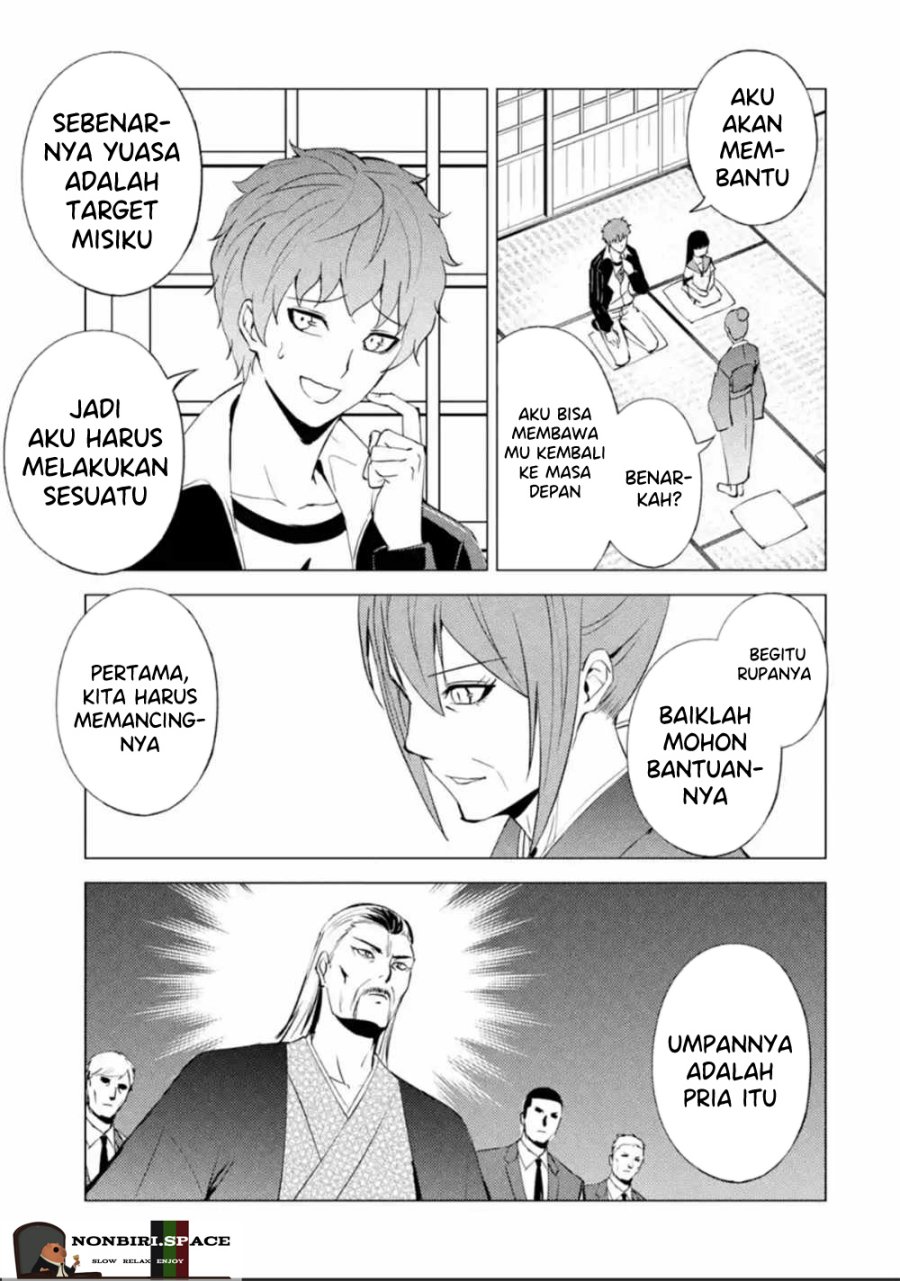 AKU
AKAN
MEM-
BANTU
BENAR-
KAH?
AKU BISA
MEMBAWA
MU KEMBALI
KE MASA
DEPAN
SEBENAR-
NYA YUASA
ADALAH
TARGET
MISIKU
JADI
AKU HARUS
MELAKUKAN
SESUATU
BEGITU
RUPANYA
BAIKLAH
MOHON
BANTUAN-
NYA
PERTAMA,
KITA HARUS
MEMANCING-
NYA
UMPANNYA
ADALAH
PRIA ITU
NONBIRI.SPACE
SLOW RELAX ENJOY